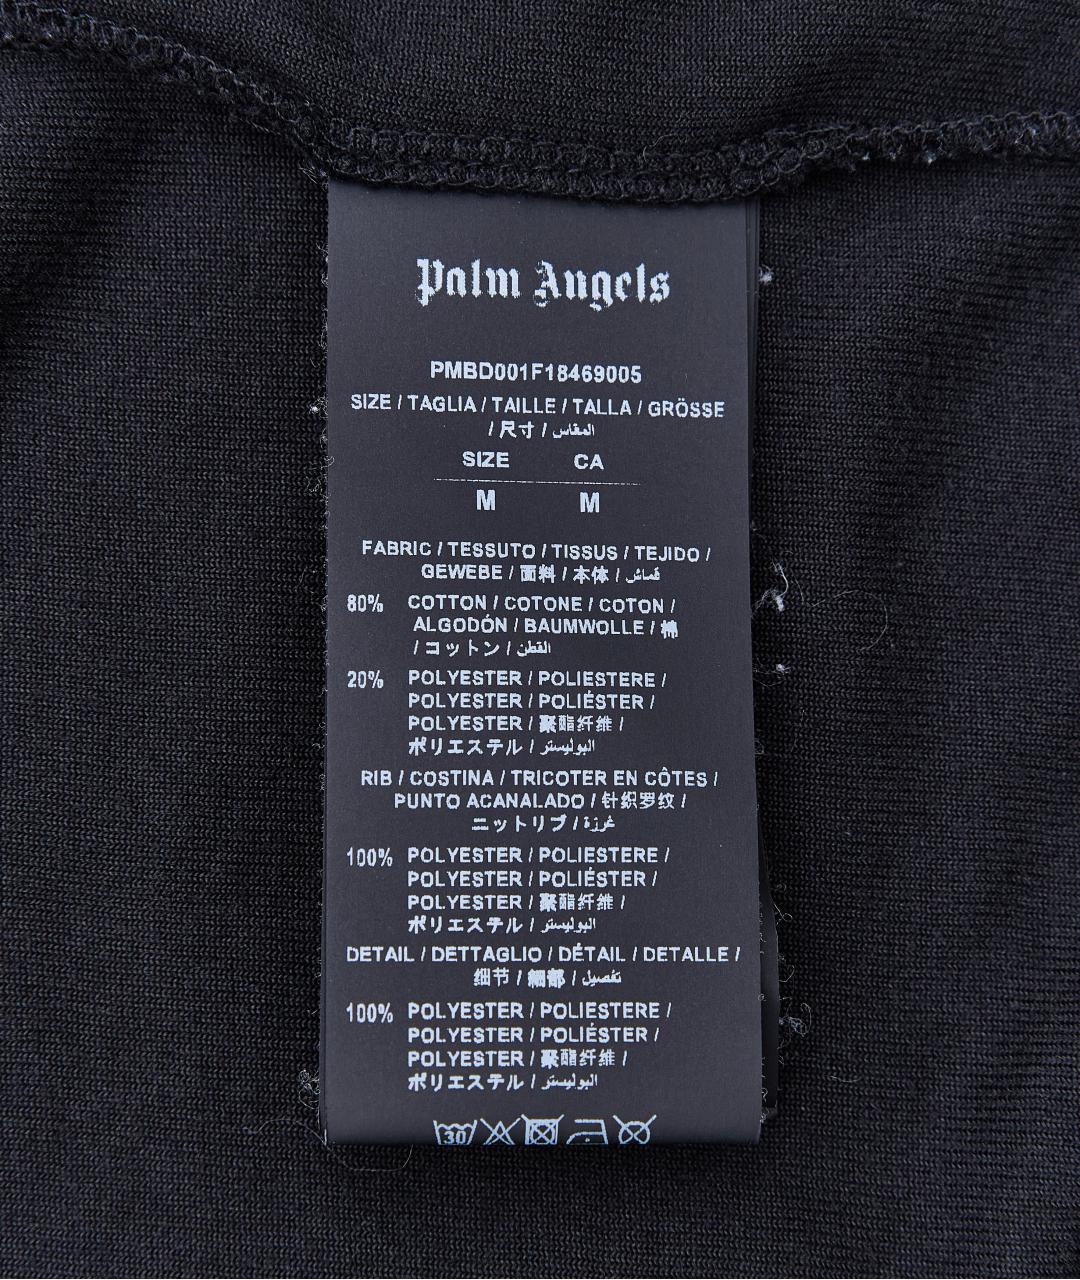 Palm Angels
PMBD001F18469005
SIZE / TAGLIA / TAILLE / TALLA / GRÖSSE
/ 尺寸 / المقاس
SIZE CA
M M
FABRIC / TESSUTO / TISSUS / TEJIDO /
GEWEBE / 面料 / 本体 / قماش
80% COTTON / COTONE / COTON /
ALGODÓN / BAUMWOLLE / 棉
/ コットン / القطن
20% POLYESTER / POLIESTERE /
POLYESTER / POLIÉSTER /
POLYESTER / 聚酯纤维 /
ポリエステル / البوليستر
RIB / COSTINA / TRICOTER EN CÔTES /
PUNTO ACANALADO / 针织罗纹 /
ニットリブ / غرزة
100% POLYESTER / POLIESTERE /
POLYESTER / POLIÉSTER /
POLYESTER / 聚酯纤维 /
ポリエステル / البوليستر
DETAIL / DETTAGLIO / DÉTAIL / DETALLE /
细节 / 細部 / تفصيل
100% POLYESTER / POLIESTERE /
POLYESTER / POLIÉSTER /
POLYESTER / 聚酯纤维 /
ポリエステル / البوليستر
30